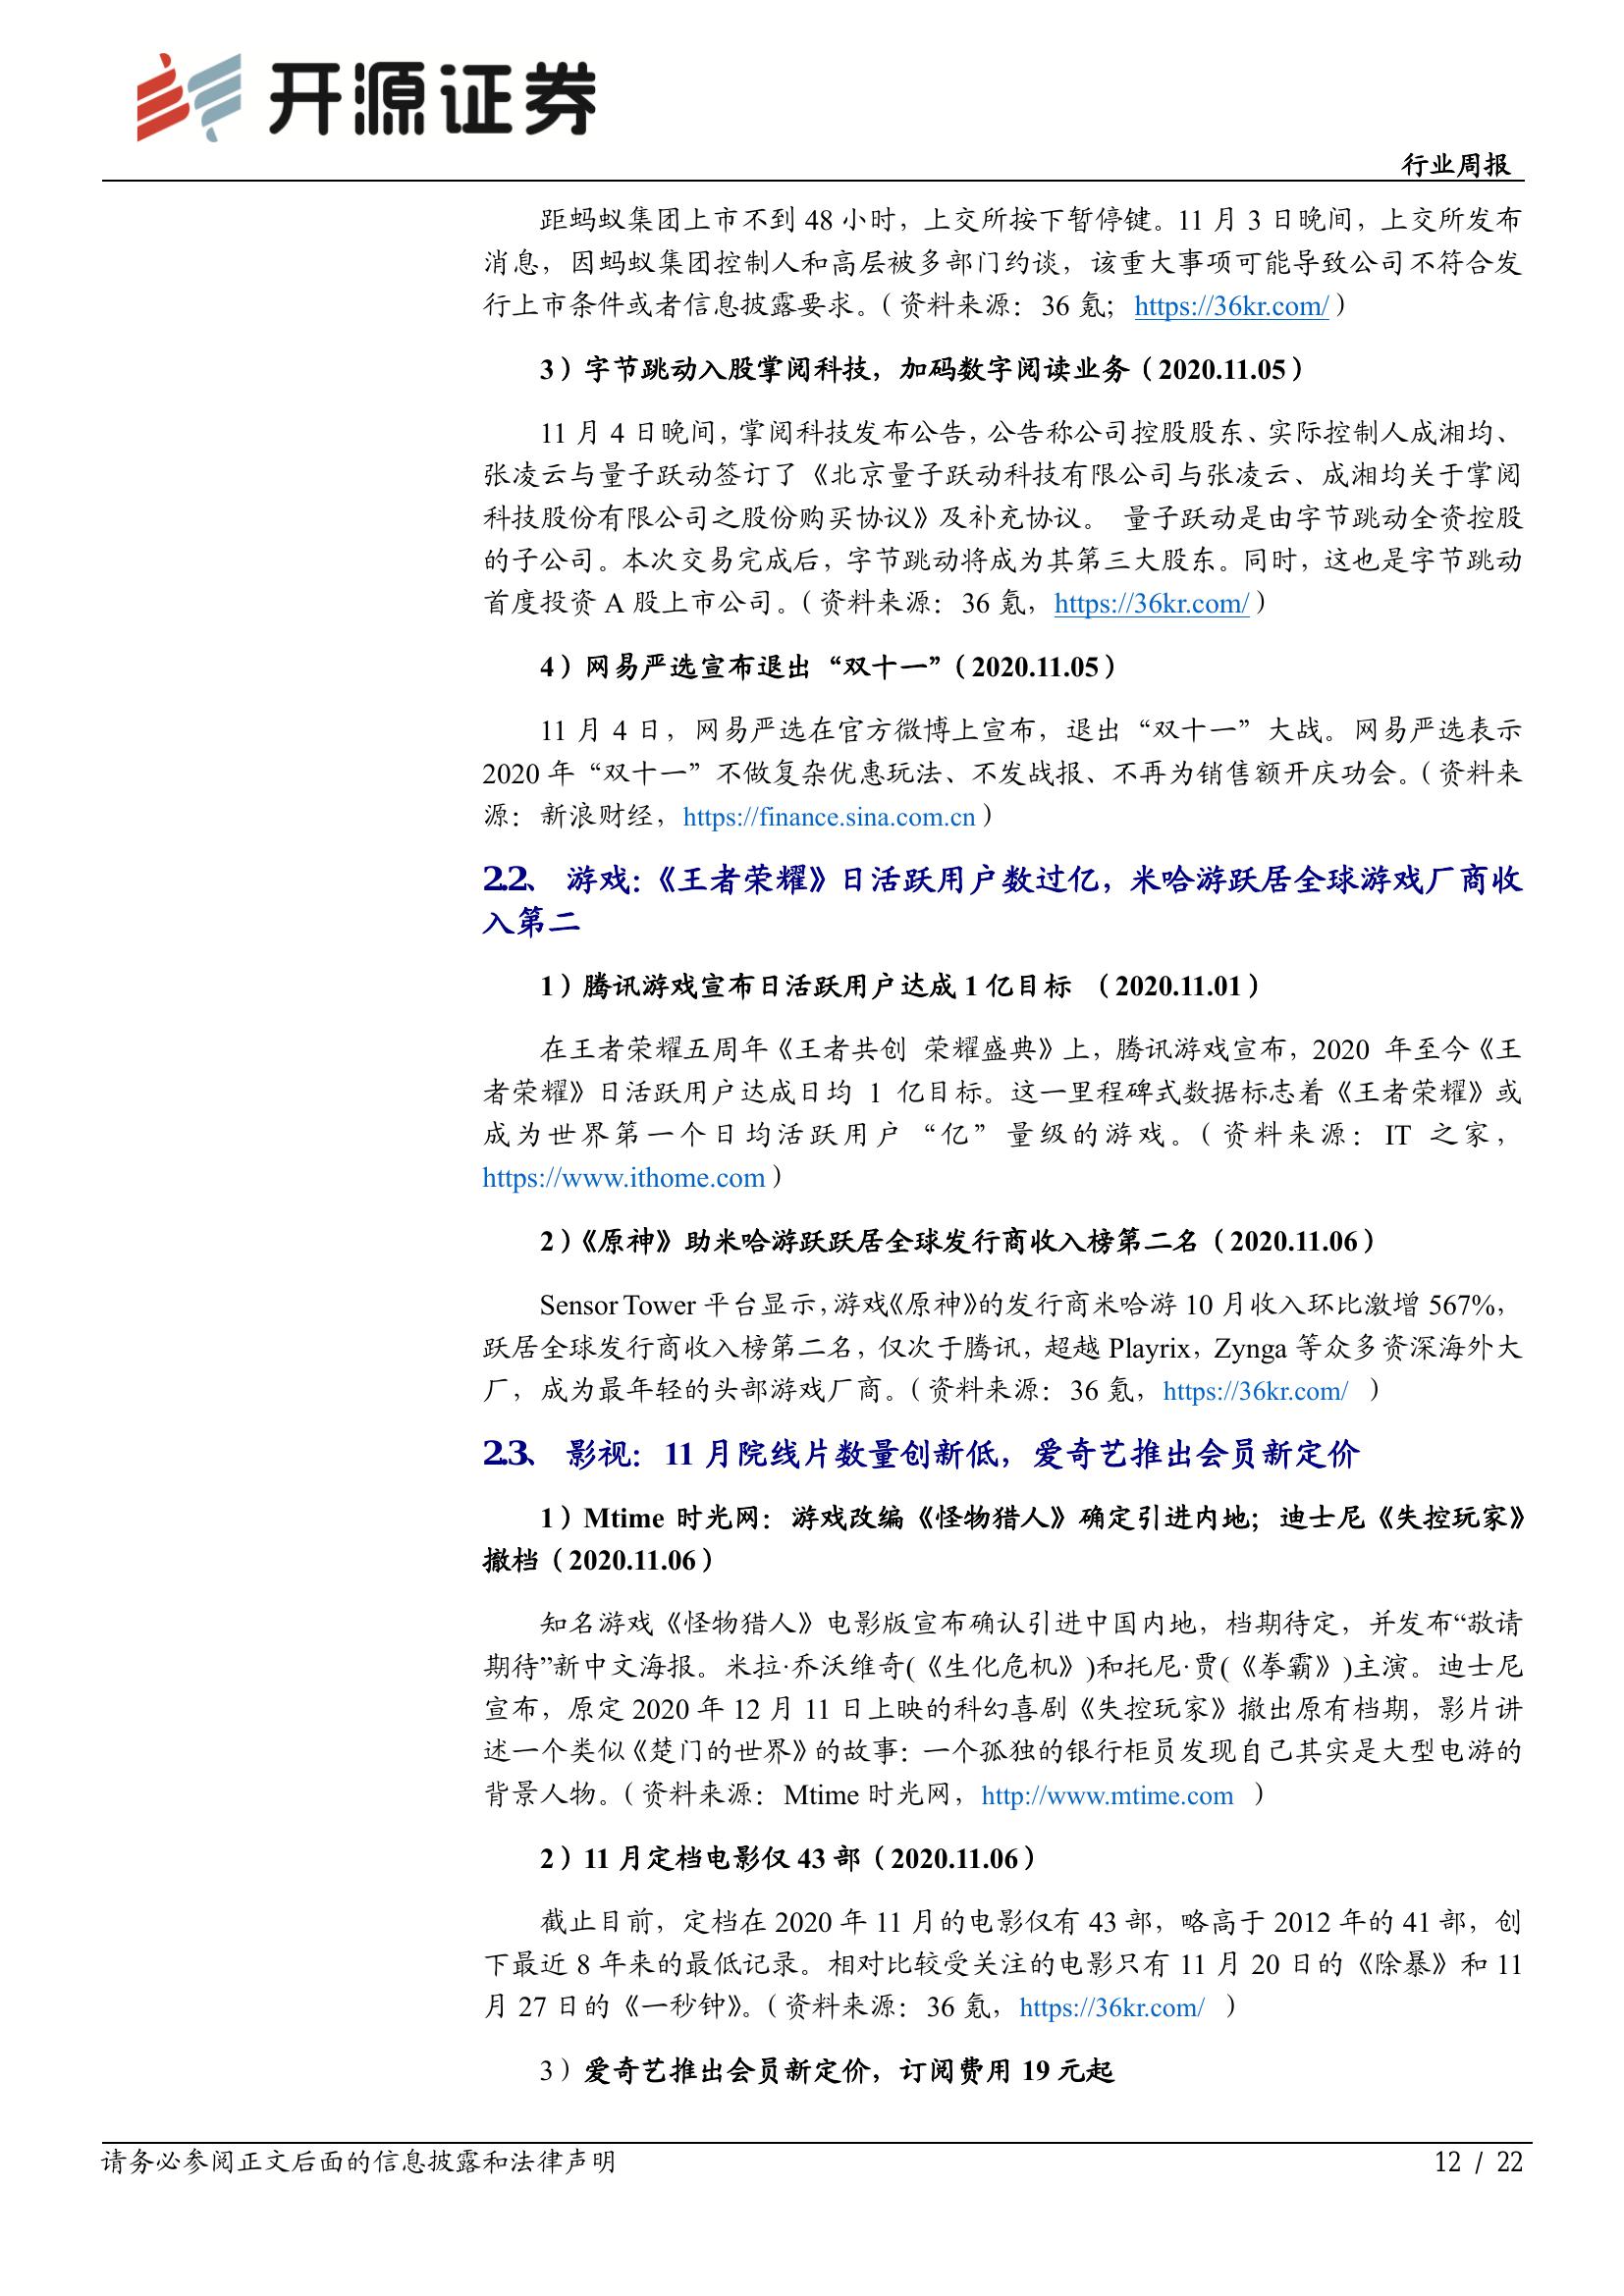 开源证券
行业周报
距蚂蚁集团上市不到 48 小时，上交所按下暂停键。11 月 3 日晚间，上交所发布
消息，因蚂蚁集团控制人和高层被多部门约谈，该重大事项可能导致公司不符合发
行上市条件或者信息披露要求。（资料来源：36 氪；https://36kr.com/）
3）字节跳动入股掌阅科技，加码数字阅读业务（2020.11.05）
11 月 4 日晚间，掌阅科技发布公告，公告称公司控股股东、实际控制人成湘均、
张凌云与量子跃动签订了《北京量子跃动科技有限公司与张凌云、成湘均关于掌阅
科技股份有限公司之股份购买协议》及补充协议。 量子跃动是由字节跳动全资控股
的子公司。本次交易完成后，字节跳动将成为其第三大股东。同时，这也是字节跳动
首度投资 A 股上市公司。（资料来源：36 氪，https://36kr.com/）
4）网易严选宣布退出“双十一”（2020.11.05）
11 月 4 日，网易严选在官方微博上宣布，退出“双十一”大战。网易严选表示
2020 年“双十一”不做复杂优惠玩法、不发战报、不再为销售额开庆功会。（资料来
源：新浪财经，https://finance.sina.com.cn）
2.2、 游戏：《王者荣耀》日活跃用户数过亿，米哈游跃居全球游戏厂商收
入第二
1）腾讯游戏宣布日活跃用户达成 1 亿目标 （2020.11.01）
在王者荣耀五周年《王者共创 荣耀盛典》上，腾讯游戏宣布，2020 年至今《王
者荣耀》日活跃用户达成日均 1 亿目标。这一里程碑式数据标志着《王者荣耀》或
成为世界第一个日均活跃用户“亿”量级的游戏。（资料来源：IT 之家，
https://www.ithome.com）
2）《原神》助米哈游跃跃居全球发行商收入榜第二名（2020.11.06）
Sensor Tower 平台显示，游戏《原神》的发行商米哈游 10 月收入环比激增 567%，
跃居全球发行商收入榜第二名，仅次于腾讯，超越 Playrix，Zynga 等众多资深海外大
厂，成为最年轻的头部游戏厂商。（资料来源：36 氪，https://36kr.com/ ）
2.3、 影视：11 月院线片数量创新低，爱奇艺推出会员新定价
1）Mtime 时光网：游戏改编《怪物猎人》确定引进内地；迪士尼《失控玩家》
撤档（2020.11.06）
知名游戏《怪物猎人》电影版宣布确认引进中国内地，档期待定，并发布“敬请
期待”新中文海报。米拉·乔沃维奇(《生化危机》)和托尼·贾(《拳霸》)主演。迪士尼
宣布，原定 2020 年 12 月 11 日上映的科幻喜剧《失控玩家》撤出原有档期，影片讲
述一个类似《楚门的世界》的故事：一个孤独的银行柜员发现自己其实是大型电游的
背景人物。（资料来源：Mtime 时光网，http://www.mtime.com ）
2）11 月定档电影仅 43 部（2020.11.06）
截止目前，定档在 2020 年 11 月的电影仅有 43 部，略高于 2012 年的 41 部，创
下最近 8 年来的最低记录。相对比较受关注的电影只有 11 月 20 日的《除暴》和 11
月 27 日的《一秒钟》。（资料来源：36 氪，https://36kr.com/ ）
3）爱奇艺推出会员新定价，订阅费用 19 元起
请务必参阅正文后面的信息披露和法律声明
12 / 22